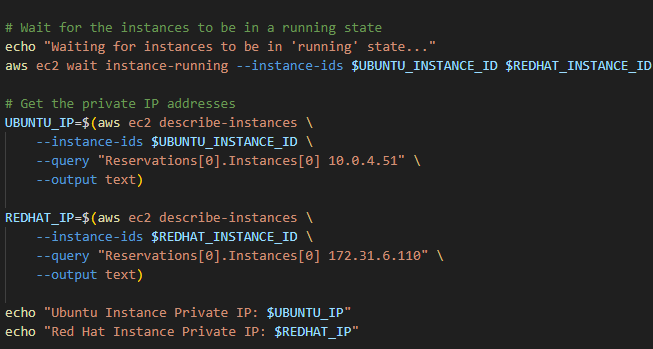 # Wait for the instances to be in a running state
echo "Waiting for instances to be in 'running' state..."
aws ec2 wait instance-running --instance-ids $UBUNTU_INSTANCE_ID $REDHAT_INSTANCE_ID
# Get the private IP addresses
UBUNTU_IP=$(aws ec2 describe-instances \
    --instance-ids $UBUNTU_INSTANCE_ID \
    --query "Reservations[0].Instances[0] 10.0.4.51" \
    --output text)
REDHAT_IP=$(aws ec2 describe-instances \
    --instance-ids $REDHAT_INSTANCE_ID \
    --query "Reservations[0].Instances[0] 172.31.6.110" \
    --output text)
echo "Ubuntu Instance Private IP: $UBUNTU_IP"
echo "Red Hat Instance Private IP: $REDHAT_IP"